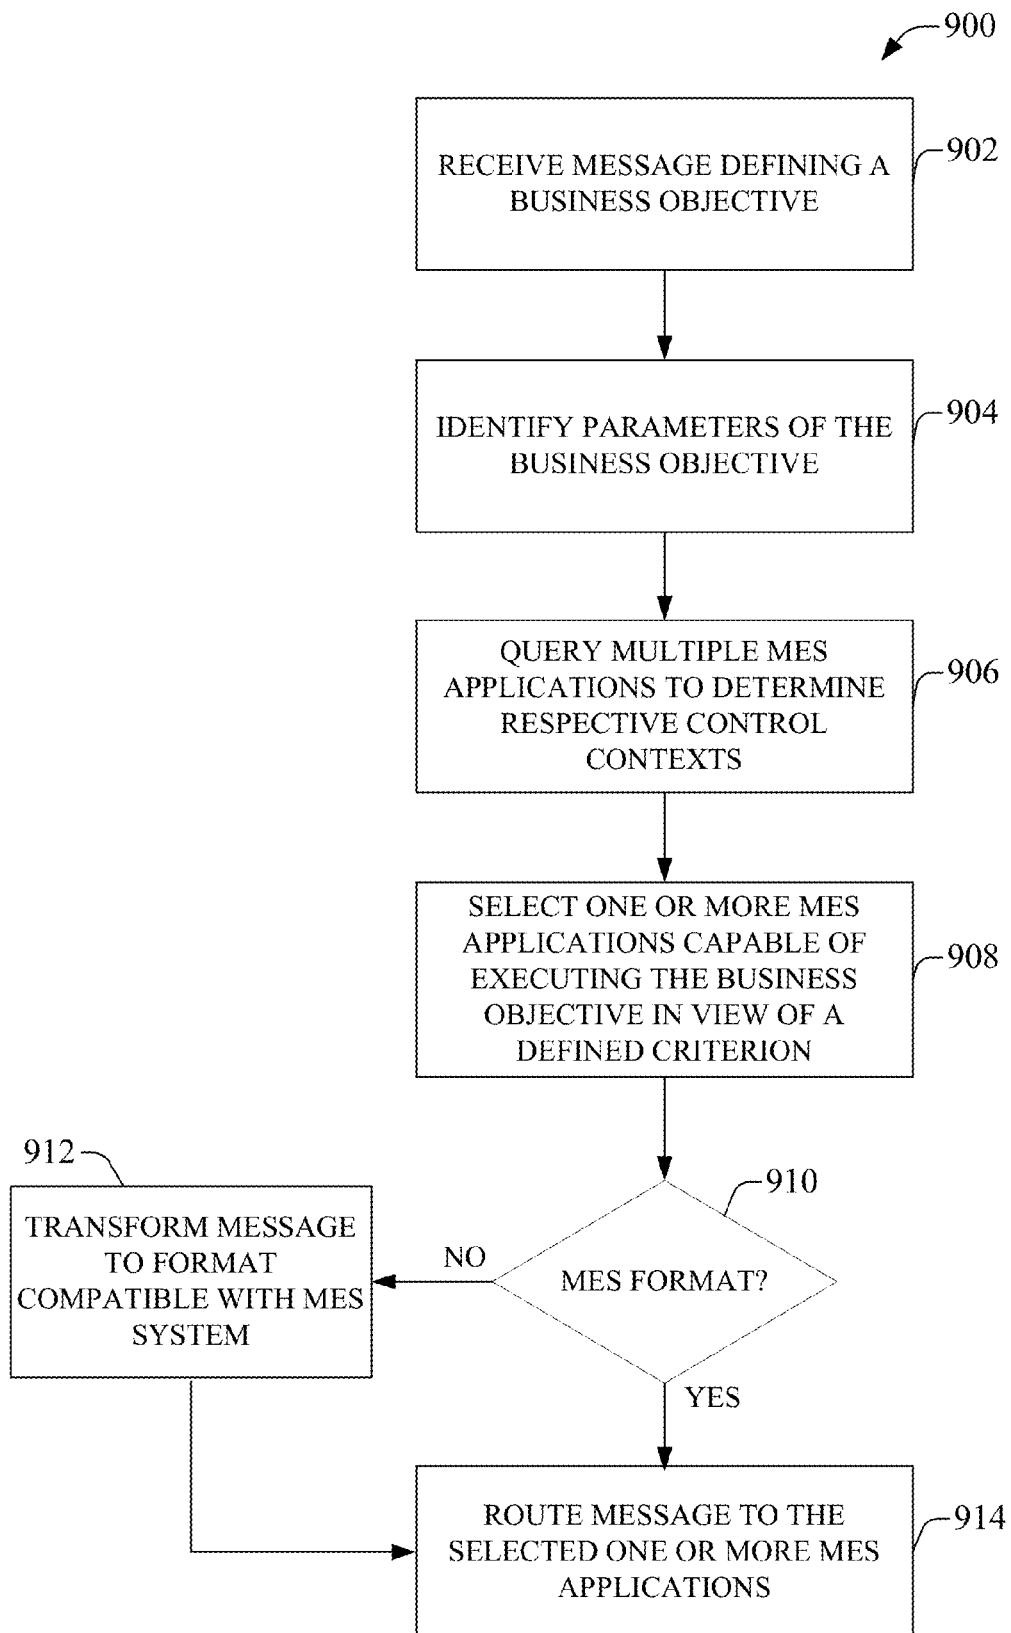 900
RECEIVE MESSAGE DEFINING A
BUSINESS OBJECTIVE
902
IDENTIFY PARAMETERS OF THE
BUSINESS OBJECTIVE
904
QUERY MULTIPLE MES
APPLICATIONS TO DETERMINE
RESPECTIVE CONTROL
CONTEXTS
906
SELECT ONE OR MORE MES
APPLICATIONS CAPABLE OF
EXECUTING THE BUSINESS
OBJECTIVE IN VIEW OF A
DEFINED CRITERION
908
910
MES FORMAT?
NO
YES
912
TRANSFORM MESSAGE
TO FORMAT
COMPATIBLE WITH MES
SYSTEM
ROUTE MESSAGE TO THE
SELECTED ONE OR MORE MES
APPLICATIONS
914